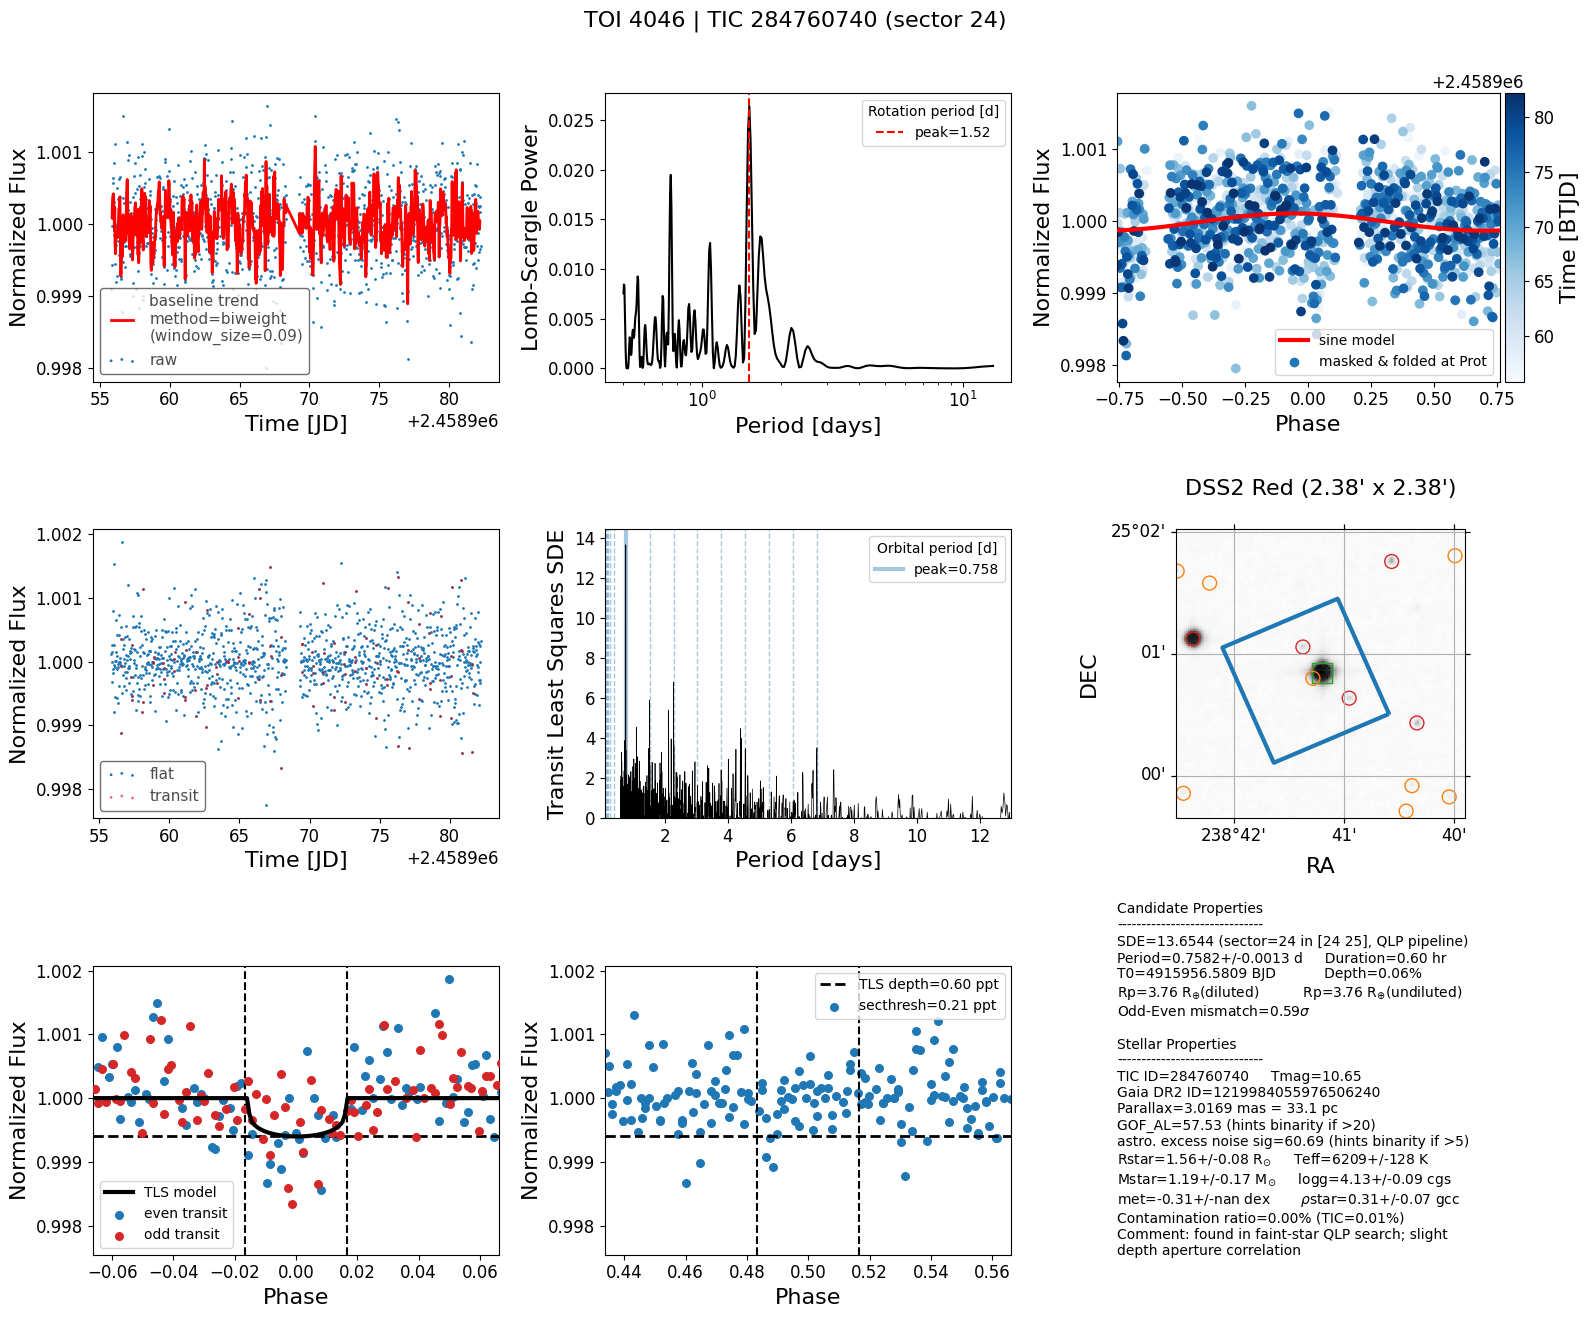 TOI 4046 | TIC 284760740 (sector 24)
Normalized Flux
1.001
1.000
0.999
0.998
baseline trend
method=biweight
(window_size=0.09)
raw
55 60 65 70 75 80
Time [JD]
+2.4589e6
Lomb-Scargle Power
0.025
0.020
0.015
0.010
0.005
0.000
Rotation period [d]
peak=1.52
10⁰ 10¹
Period [days]
+2.4589e6
Normalized Flux
1.001
1.000
0.999
0.998
sine model
masked & folded at Prot
−0.75 −0.50 −0.25 0.00 0.25 0.50 0.75
Phase
80
75
70
65
60
Time [BTJD]
Normalized Flux
1.002
1.001
1.000
0.999
0.998
flat
transit
55 60 65 70 75 80
Time [JD]
+2.4589e6
Transit Least Squares SDE
14
12
10
8
6
4
2
0
Orbital period [d]
peak=0.758
2 4 6 8 10 12
Period [days]
DSS2 Red (2.38' x 2.38')
DEC
25°02'
01'
00'
238°42' 41' 40'
RA
Normalized Flux
1.002
1.001
1.000
0.999
0.998
TLS model
even transit
odd transit
−0.06 −0.04 −0.02 0.00 0.02 0.04 0.06
Phase
Normalized Flux
1.002
1.001
1.000
0.999
0.998
TLS depth=0.60 ppt
secthresh=0.21 ppt
0.44 0.46 0.48 0.50 0.52 0.54 0.56
Phase
Candidate Properties
------------------------------
SDE=13.6544 (sector=24 in [24 25], QLP pipeline)
Period=0.7582+/-0.0013 d Duration=0.60 hr
T0=4915956.5809 BJD Depth=0.06%
Rp=3.76 R⊕(diluted) Rp=3.76 R⊕(undiluted)
Odd-Even mismatch=0.59σ
Stellar Properties
------------------------------
TIC ID=284760740 Tmag=10.65
Gaia DR2 ID=1219984055976506240
Parallax=3.0169 mas = 33.1 pc
GOF_AL=57.53 (hints binarity if >20)
astro. excess noise sig=60.69 (hints binarity if >5)
Rstar=1.56+/-0.08 R☉ Teff=6209+/-128 K
Mstar=1.19+/-0.17 M☉ logg=4.13+/-0.09 cgs
met=-0.31+/-nan dex ρstar=0.31+/-0.07 gcc
Contamination ratio=0.00% (TIC=0.01%)
Comment: found in faint-star QLP search; slight
depth aperture correlation